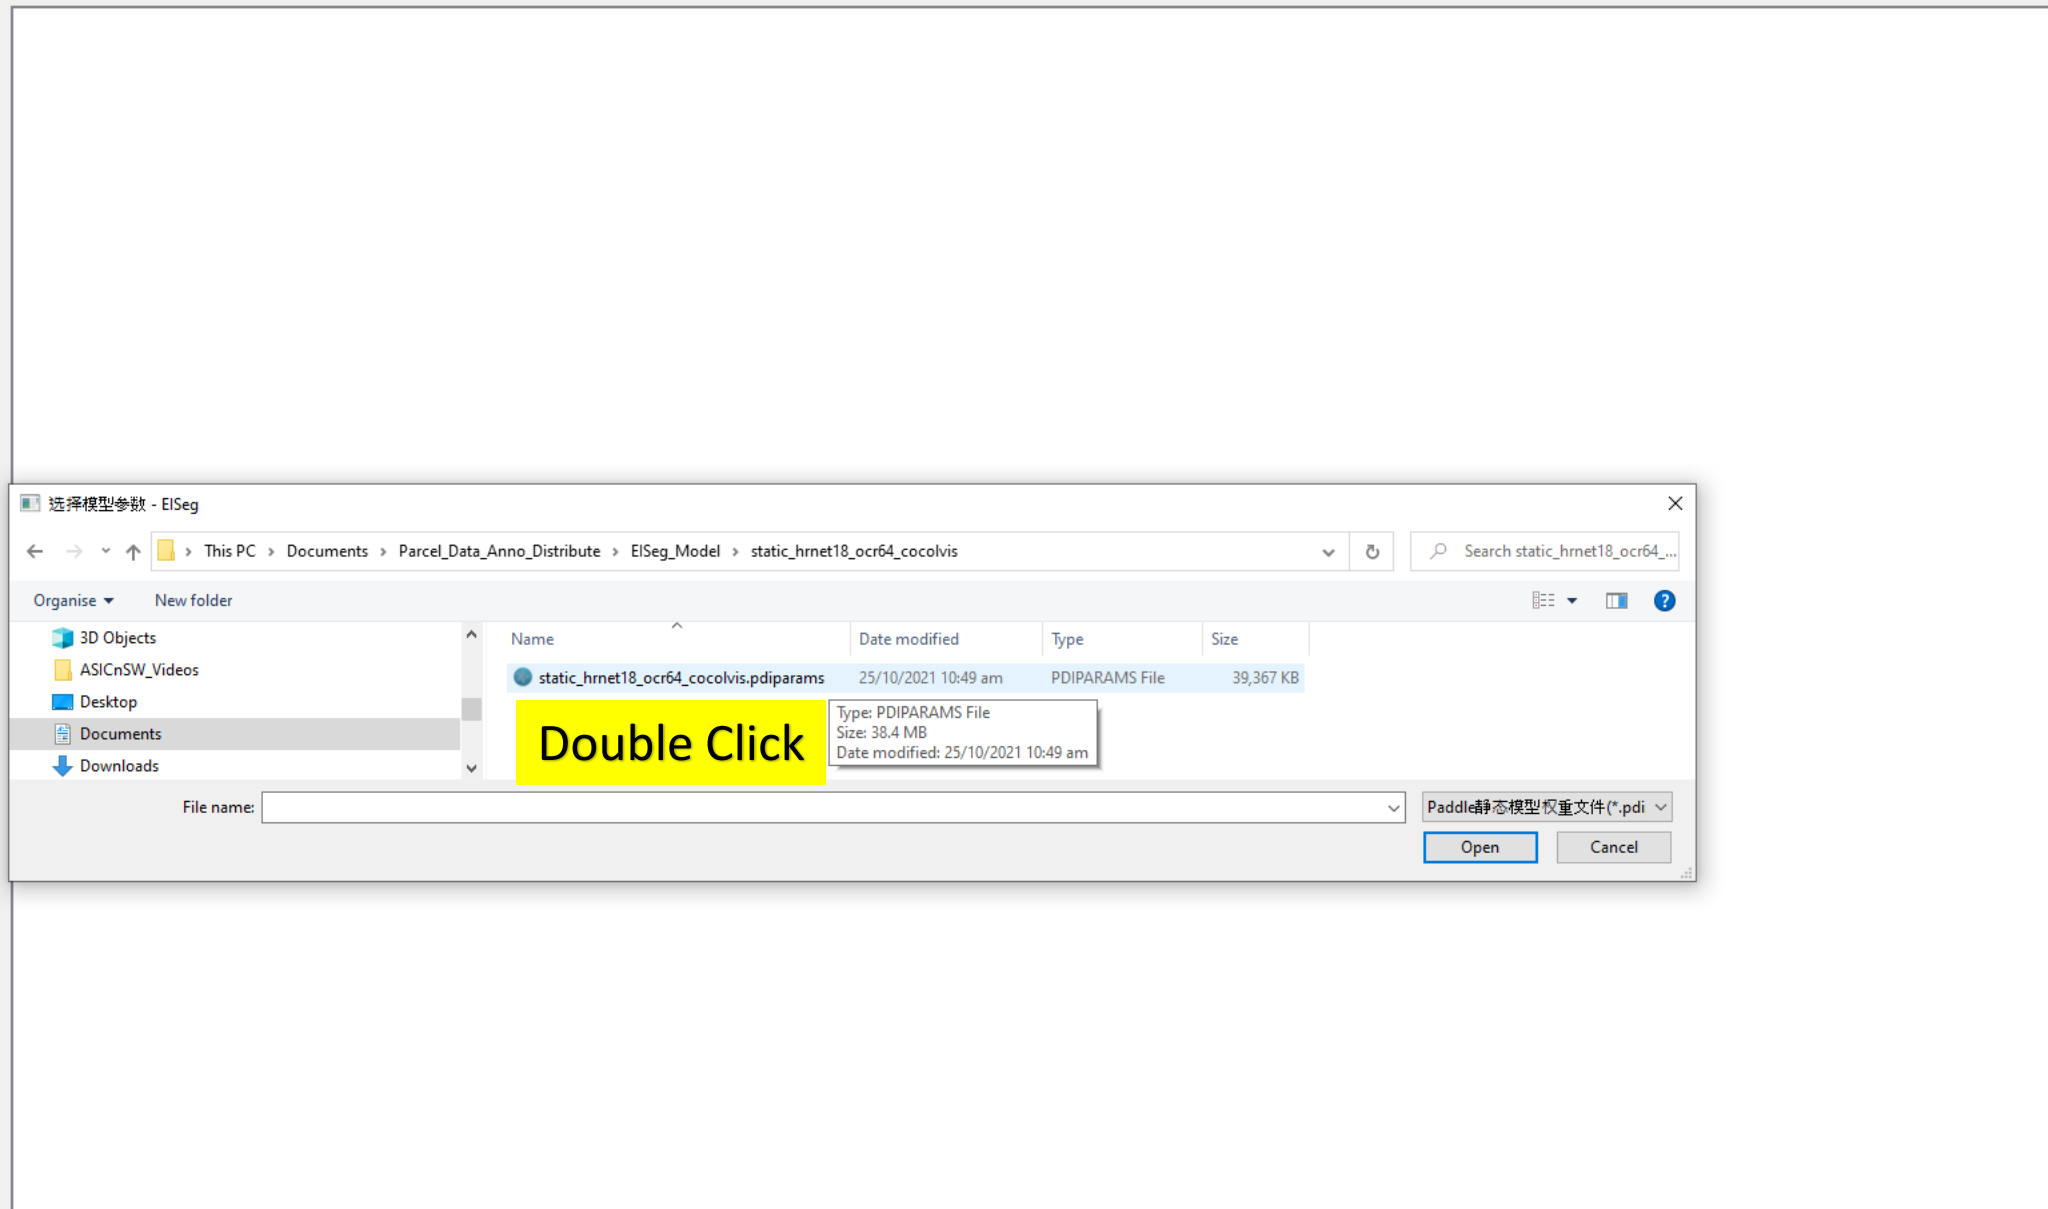 选择模型参数 - EISeg
This PC > Documents > Parcel_Data_Anno_Distribute > EISeg_Model > static_hrnet18_ocr64_cocolvis
Search static_hrnet18_ocr64_...
Organise New folder
3D Objects
ASICnSW_Videos
Desktop
Documents
Downloads
Name Date modified Type Size
static_hrnet18_ocr64_cocolvis.pdiparams 25/10/2021 10:49 am PDIPARAMS File 39,367 KB
Double Click
Type: PDIPARAMS File
Size: 38.4 MB
Date modified: 25/10/2021 10:49 am
File name:
Paddle静态模型权重文件(*.pdi
Open Cancel